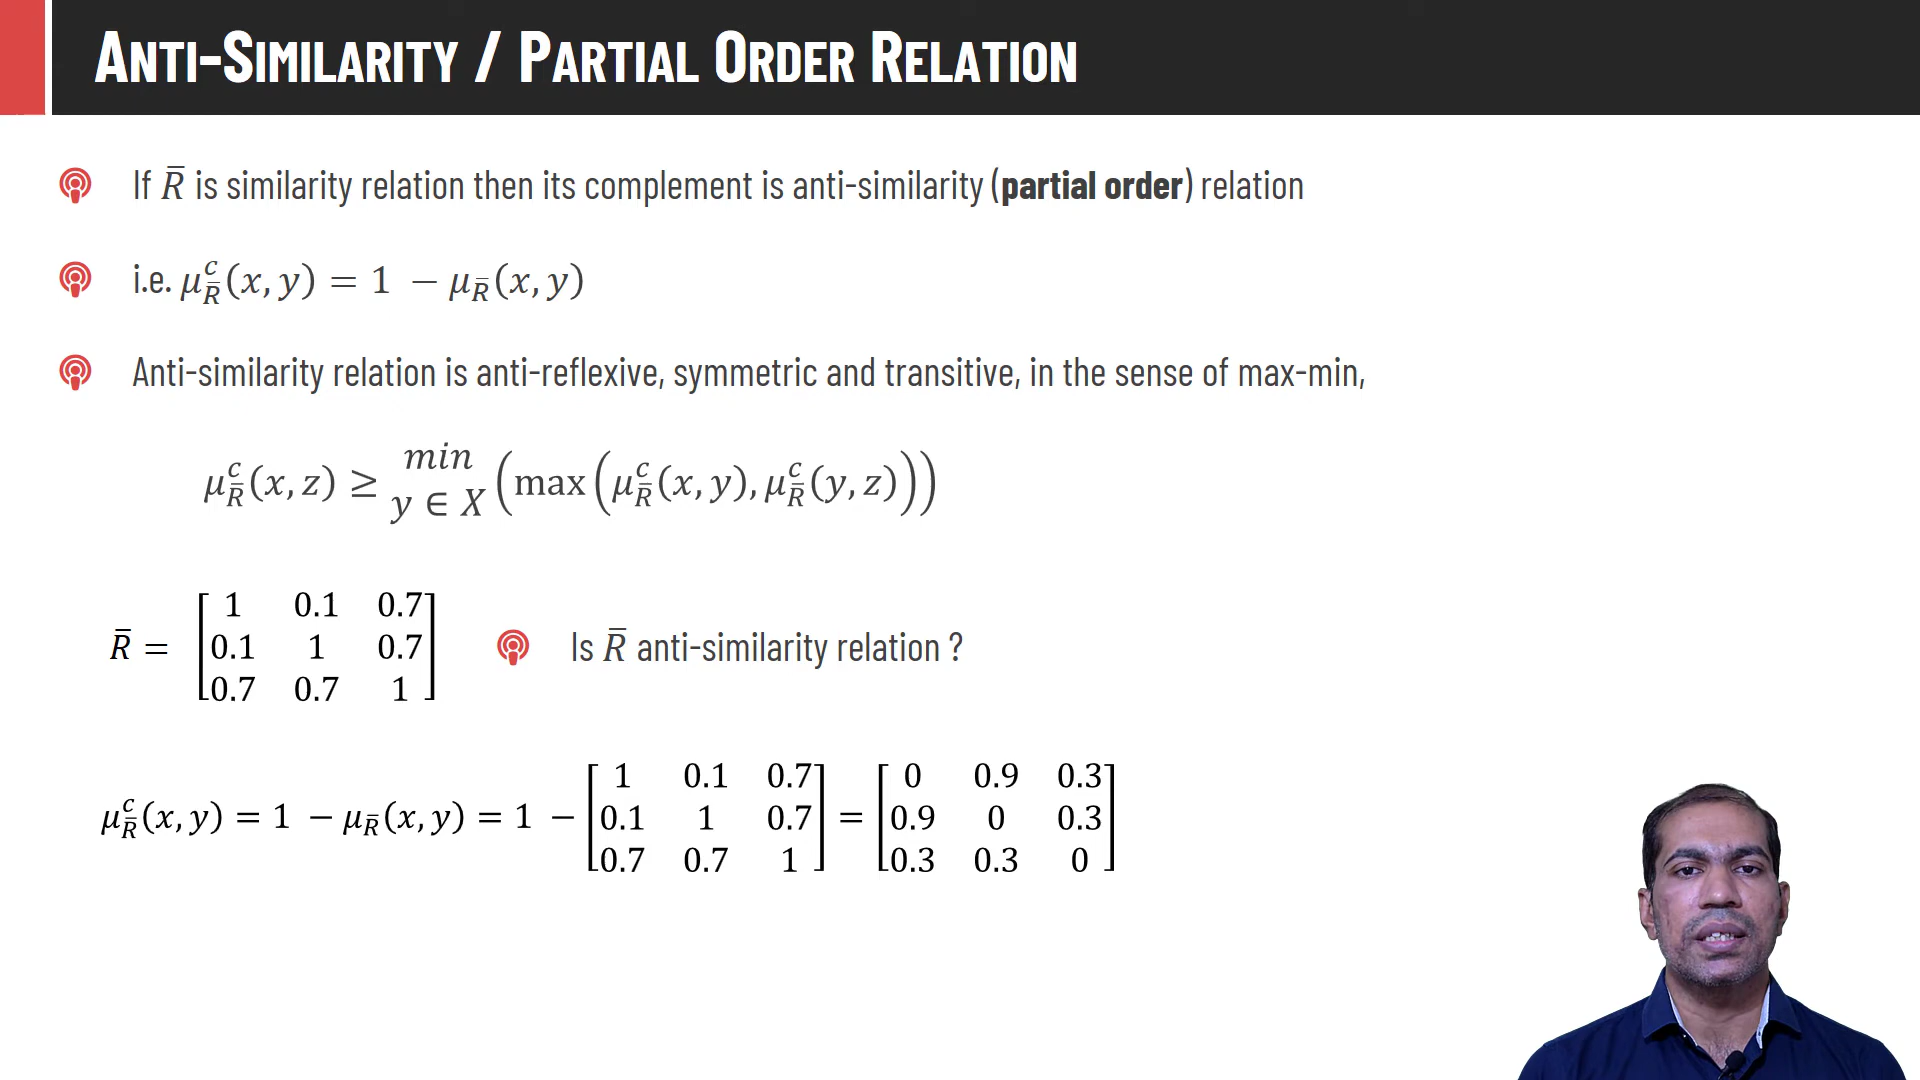 ANTI-SIMILARITY / PARTIAL ORDER RELATION
If R̄ is similarity relation then its complement is anti-similarity (partial order) relation
i.e. μ^c_R̄(x, y) = 1 − μ_R̄(x, y)
Anti-similarity relation is anti-reflexive, symmetric and transitive, in the sense of max-min,
μ^c_R̄(x, z) ≥ min y ∈ X (max (μ^c_R̄(x, y), μ^c_R̄(y, z)))
R̄ = [1 0.1 0.7
0.1 1 0.7
0.7 0.7 1]
Is R̄ anti-similarity relation ?
μ^c_R̄(x, y) = 1 − μ_R̄(x, y) = 1 − [1 0.1 0.7
0.1 1 0.7
0.7 0.7 1] = [0 0.9 0.3
0.9 0 0.3
0.3 0.3 0]